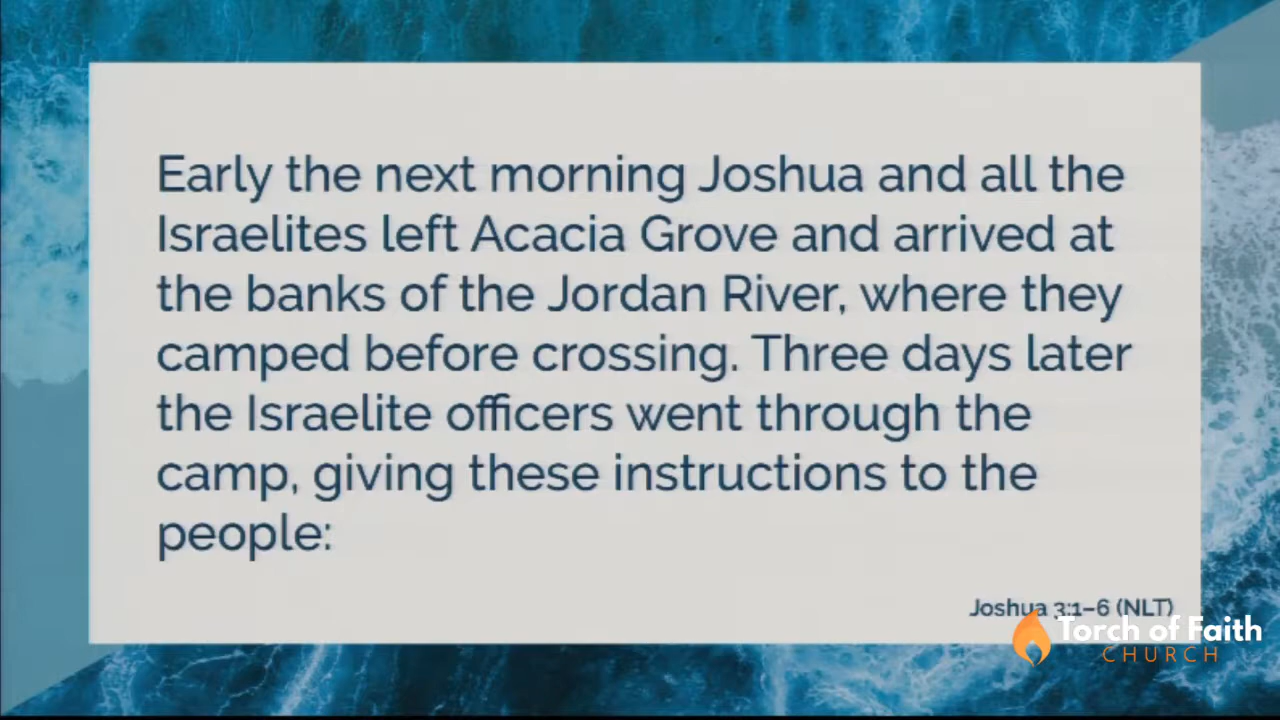 Early the next morning Joshua and all the
Israelites left Acacia Grove and arrived at
the banks of the Jordan River, where they
camped before crossing. Three days later
the Israelite officers went through the
camp, giving these instructions to the
people:
Joshua 3:1–6 (NLT)
Torch of Faith
CHURCH